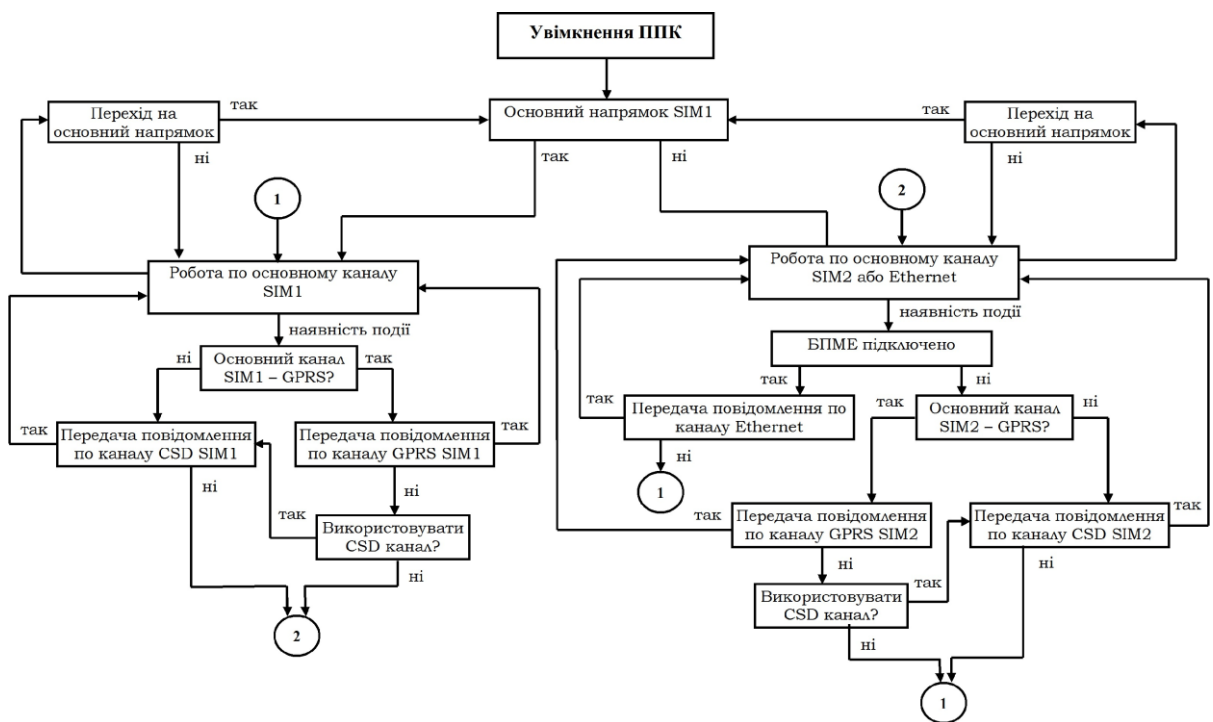 Увімкнення ППК
Перехід на
основний напрямок
так
ні
Основний напрямок SIM1
так
ні
так
Перехід на
основний напрямок
ні
1
2
Робота по основному каналу
SIM1
наявність події
Робота по основному каналу
SIM2 або Ethernet
наявність події
ні
Основний канал
SIM1 – GPRS?
так
БПМЕ підключено
так
ні
так
Передача повідомлення
по каналу CSD SIM1
ні
Передача повідомлення
по каналу GPRS SIM1
так
ні
так
Використовувати
CSD канал?
ні
2
так
Передача повідомлення по
каналу Ethernet
ні
1
так
Основний канал
SIM2 – GPRS?
ні
так
Передача повідомлення
по каналу GPRS SIM2
ні
Передача повідомлення
по каналу CSD SIM2
так
ні
Використовувати
CSD канал?
так
ні
1